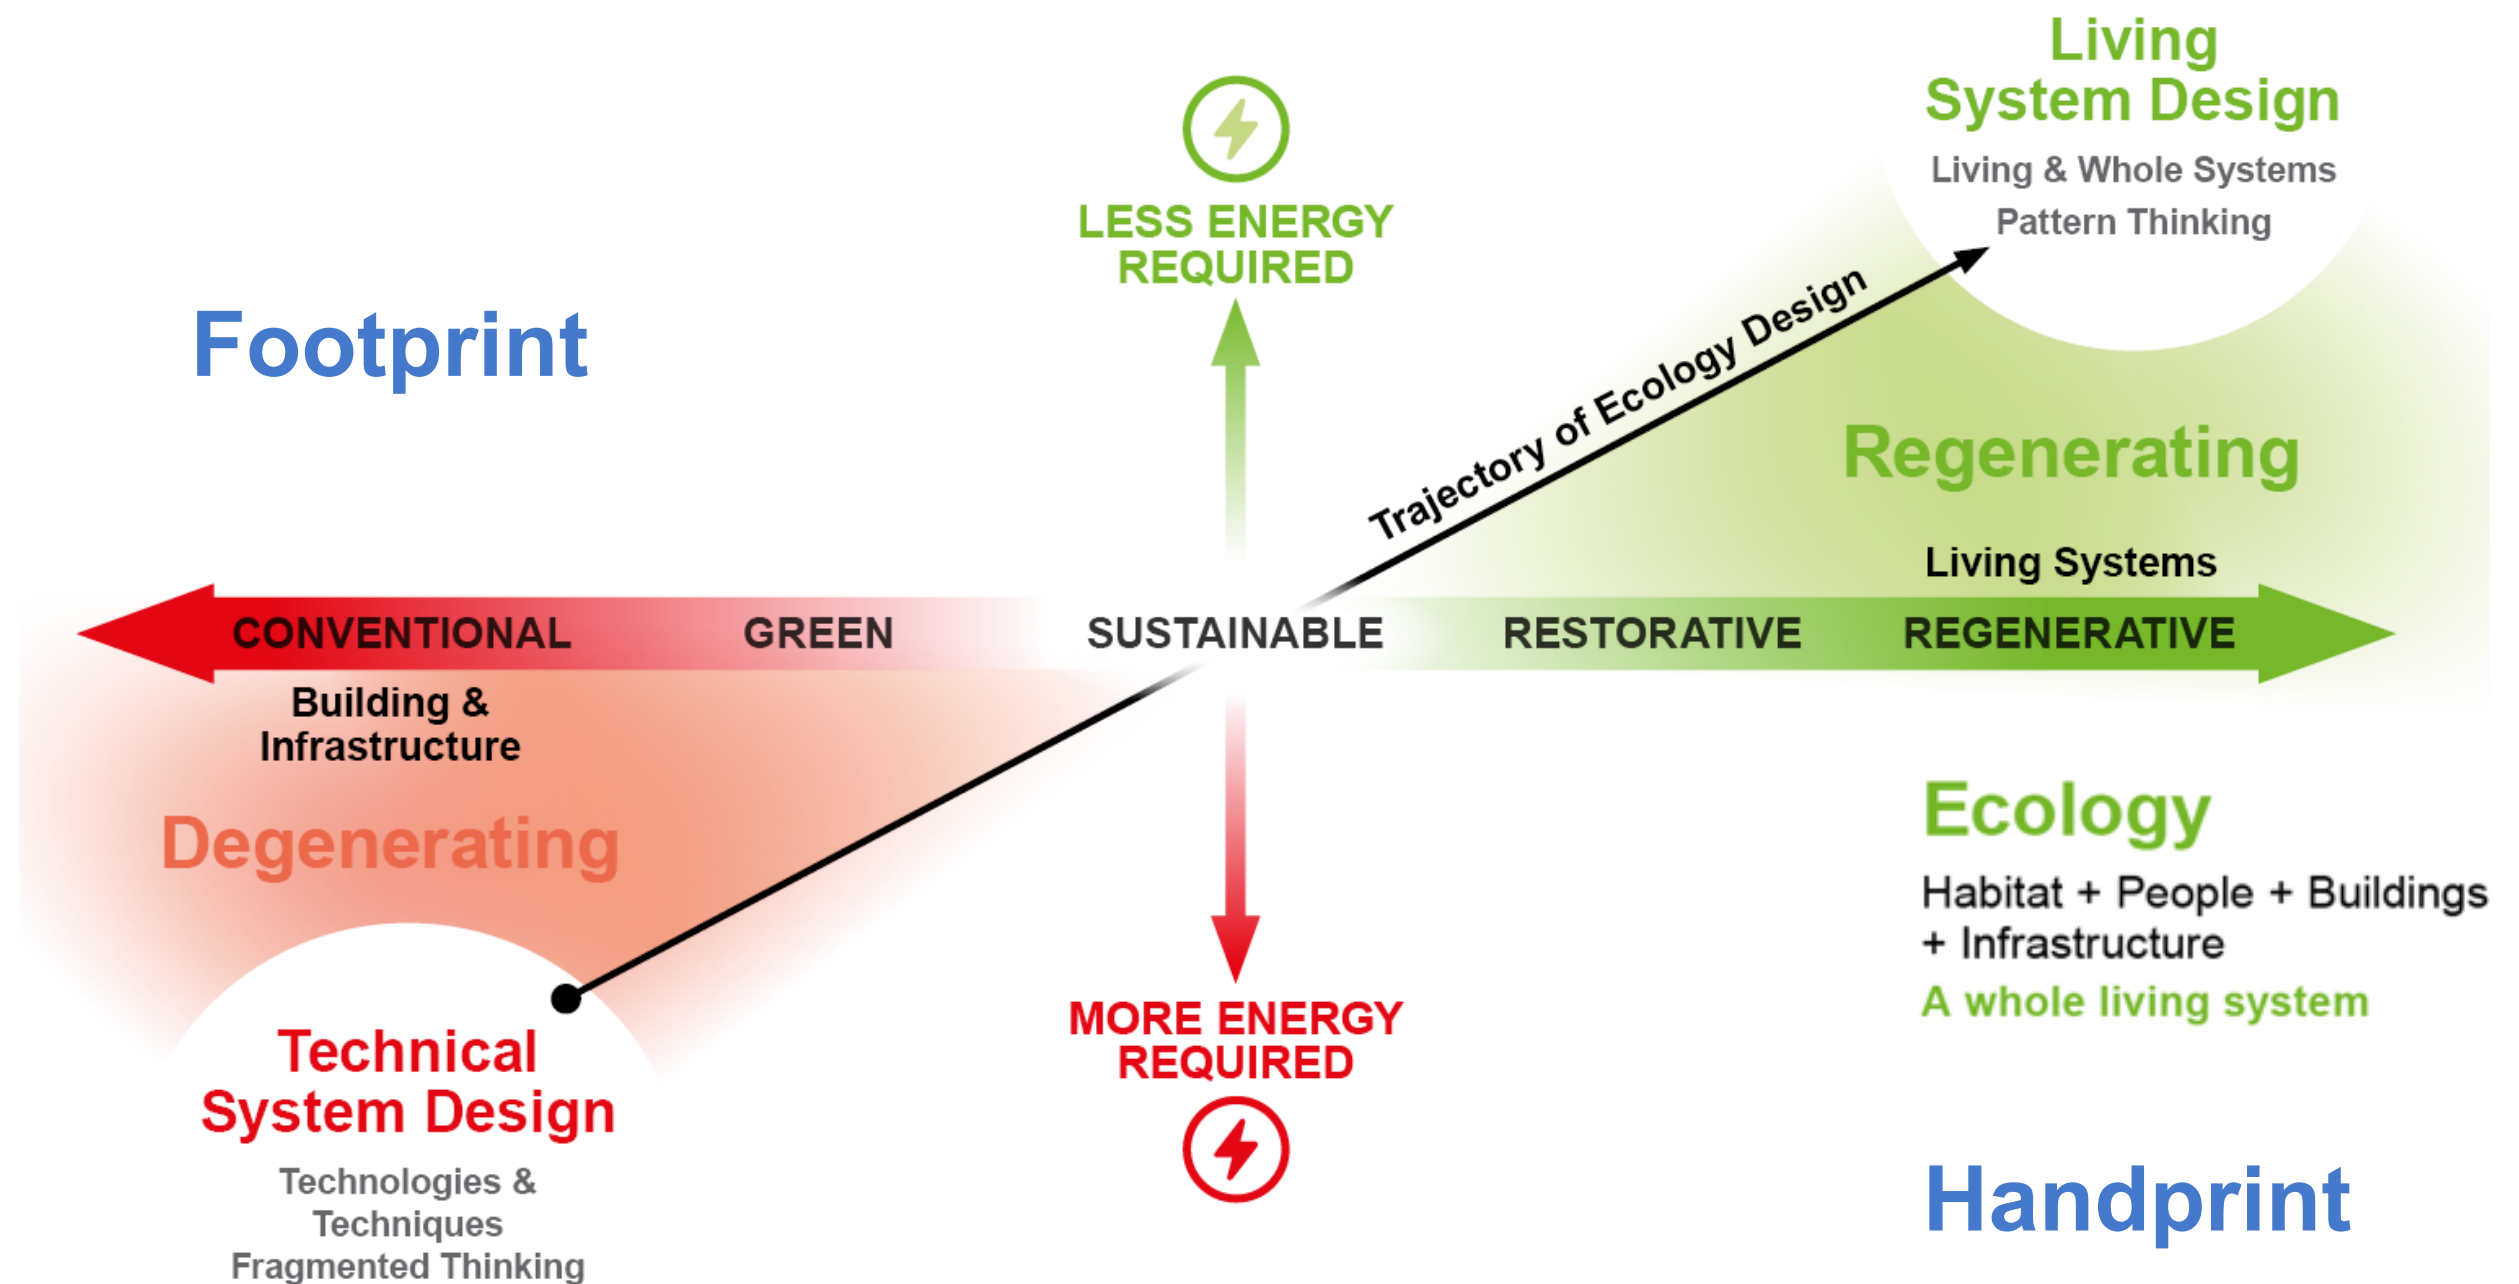 Living
System Design
Living & Whole Systems
Pattern Thinking
LESS ENERGY
REQUIRED
Footprint
Trajectory of Ecology Design
Regenerating
Living Systems
CONVENTIONAL GREEN SUSTAINABLE RESTORATIVE REGENERATIVE
Building &
Infrastructure
Degenerating
Ecology
Habitat + People + Buildings
+ Infrastructure
A whole living system
MORE ENERGY
REQUIRED
Technical
System Design
Technologies &
Techniques
Fragmented Thinking
Handprint